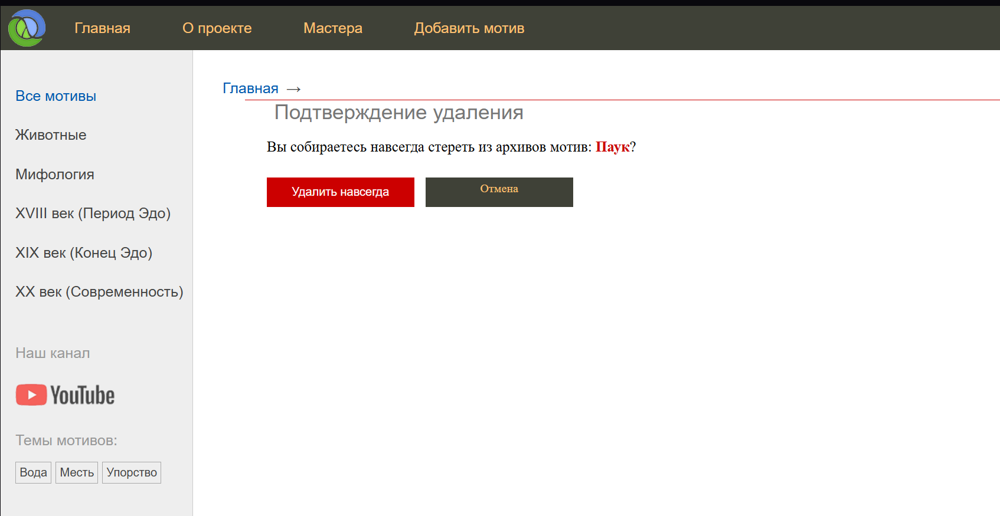 Главная О проекте Мастера Добавить мотив
Все мотивы
Животные
Мифология
XVIII век (Период Эдо)
XIX век (Конец Эдо)
XX век (Современность)
Наш канал
YouTube
Темы мотивов:
Вода Месть Упорство
Главная →
Подтверждение удаления
Вы собираетесь навсегда стереть из архивов мотив: Паук?
Удалить навсегда Отмена